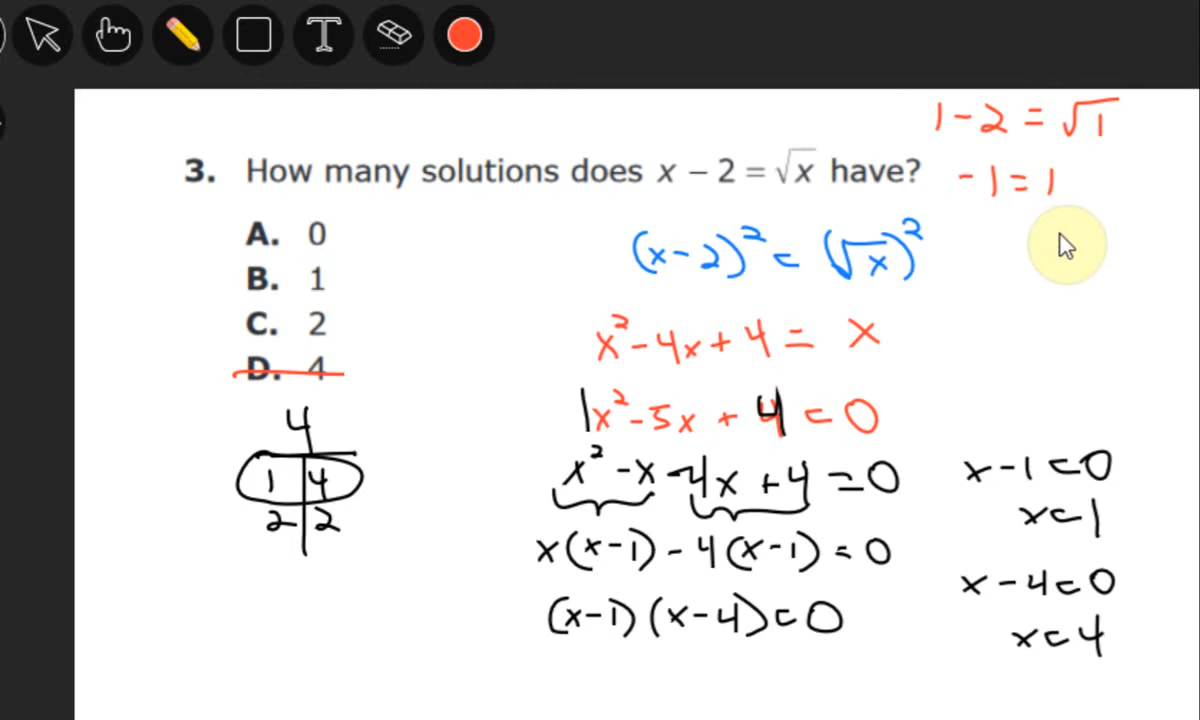 1 - 2 = √1
3. How many solutions does x – 2 = √x have?
- 1 = 1
A. 0
B. 1
C. 2
D. 4
(x-2)² = (√x)²
x² - 4x + 4 = x
1x² - 5x + 4 = 0
4
1 4
2 2
x² - x - 4x + 4 = 0
x(x-1) - 4(x-1) = 0
(x-1)(x-4) = 0
x - 1 = 0
x = 1
x - 4 = 0
x = 4